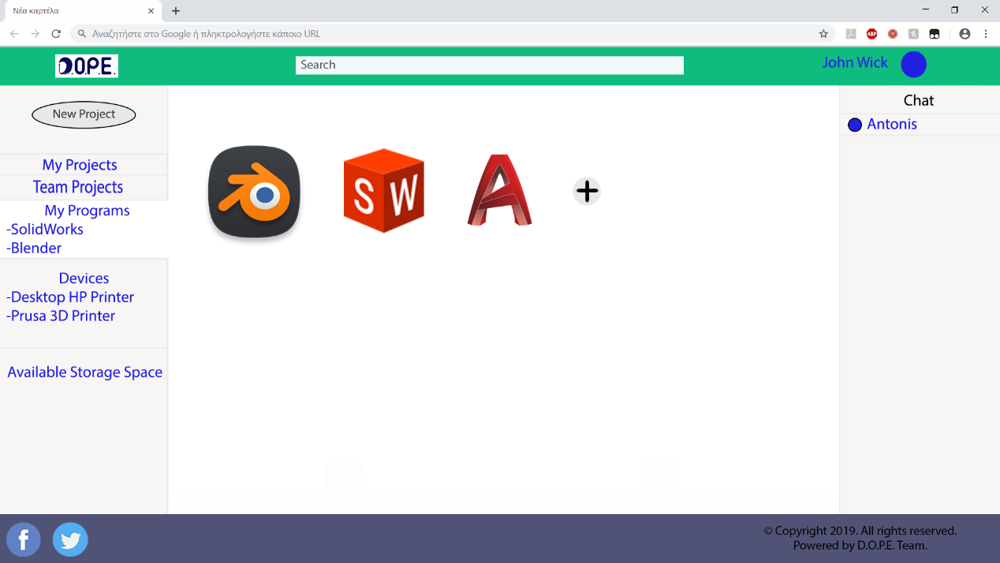 Νέα καρτέλα
Αναζητήστε στο Google ή πληκτρολογήστε κάποιο URL
ABP
D.O.P.E.
Search
John Wick
New Project
My Projects
Team Projects
My Programs
-SolidWorks
-Blender
Devices
-Desktop HP Printer
-Prusa 3D Printer
Available Storage Space
S W
A
Chat
Antonis
f
© Copyright 2019. All rights reserved.
Powered by D.O.P.E. Team.